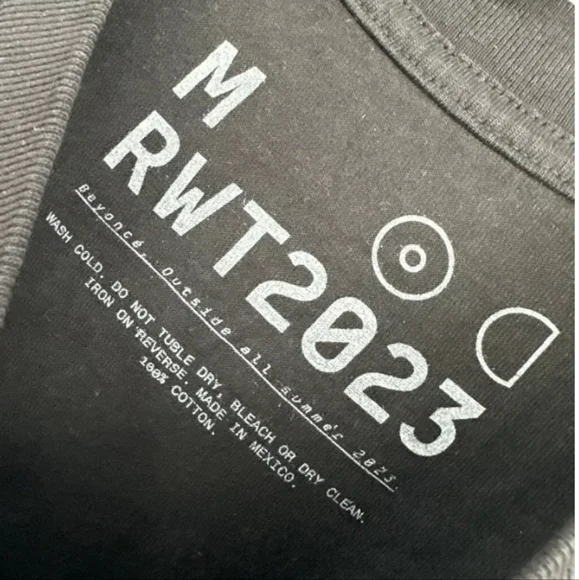 M
RWT2023
Beyoncé, outside all summer 2023.
WASH COLD. DO NOT TUBLE DRY, BLEACH OR DRY CLEAN.
IRON ON REVERSE. MADE IN MEXICO.
100% COTTON.